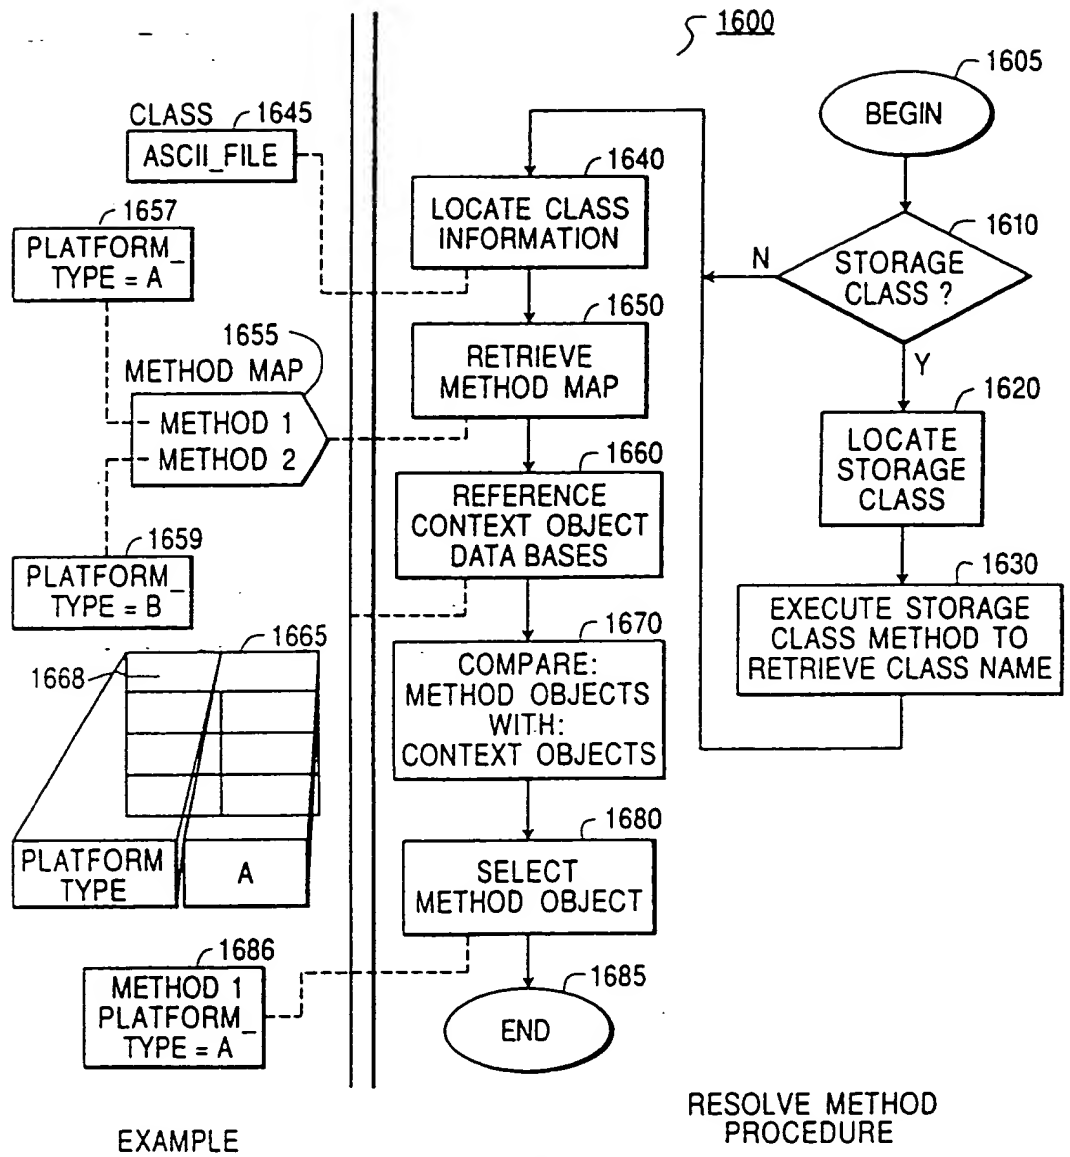 1600
1605
BEGIN
1610
STORAGE
CLASS ?
N
Y
1620
LOCATE
STORAGE
CLASS
1630
EXECUTE STORAGE
CLASS METHOD TO
RETRIEVE CLASS NAME
1640
LOCATE CLASS
INFORMATION
1650
RETRIEVE
METHOD MAP
1660
REFERENCE
CONTEXT OBJECT
DATA BASES
1670
COMPARE:
METHOD OBJECTS
WITH:
CONTEXT OBJECTS
1680
SELECT
METHOD OBJECT
1685
END
RESOLVE METHOD
PROCEDURE
CLASS
1645
ASCII_FILE
1657
PLATFORM_
TYPE = A
1655
METHOD MAP
METHOD 1
METHOD 2
1659
PLATFORM_
TYPE = B
1665
1668
PLATFORM
TYPE
A
1686
METHOD 1
PLATFORM_
TYPE = A
EXAMPLE